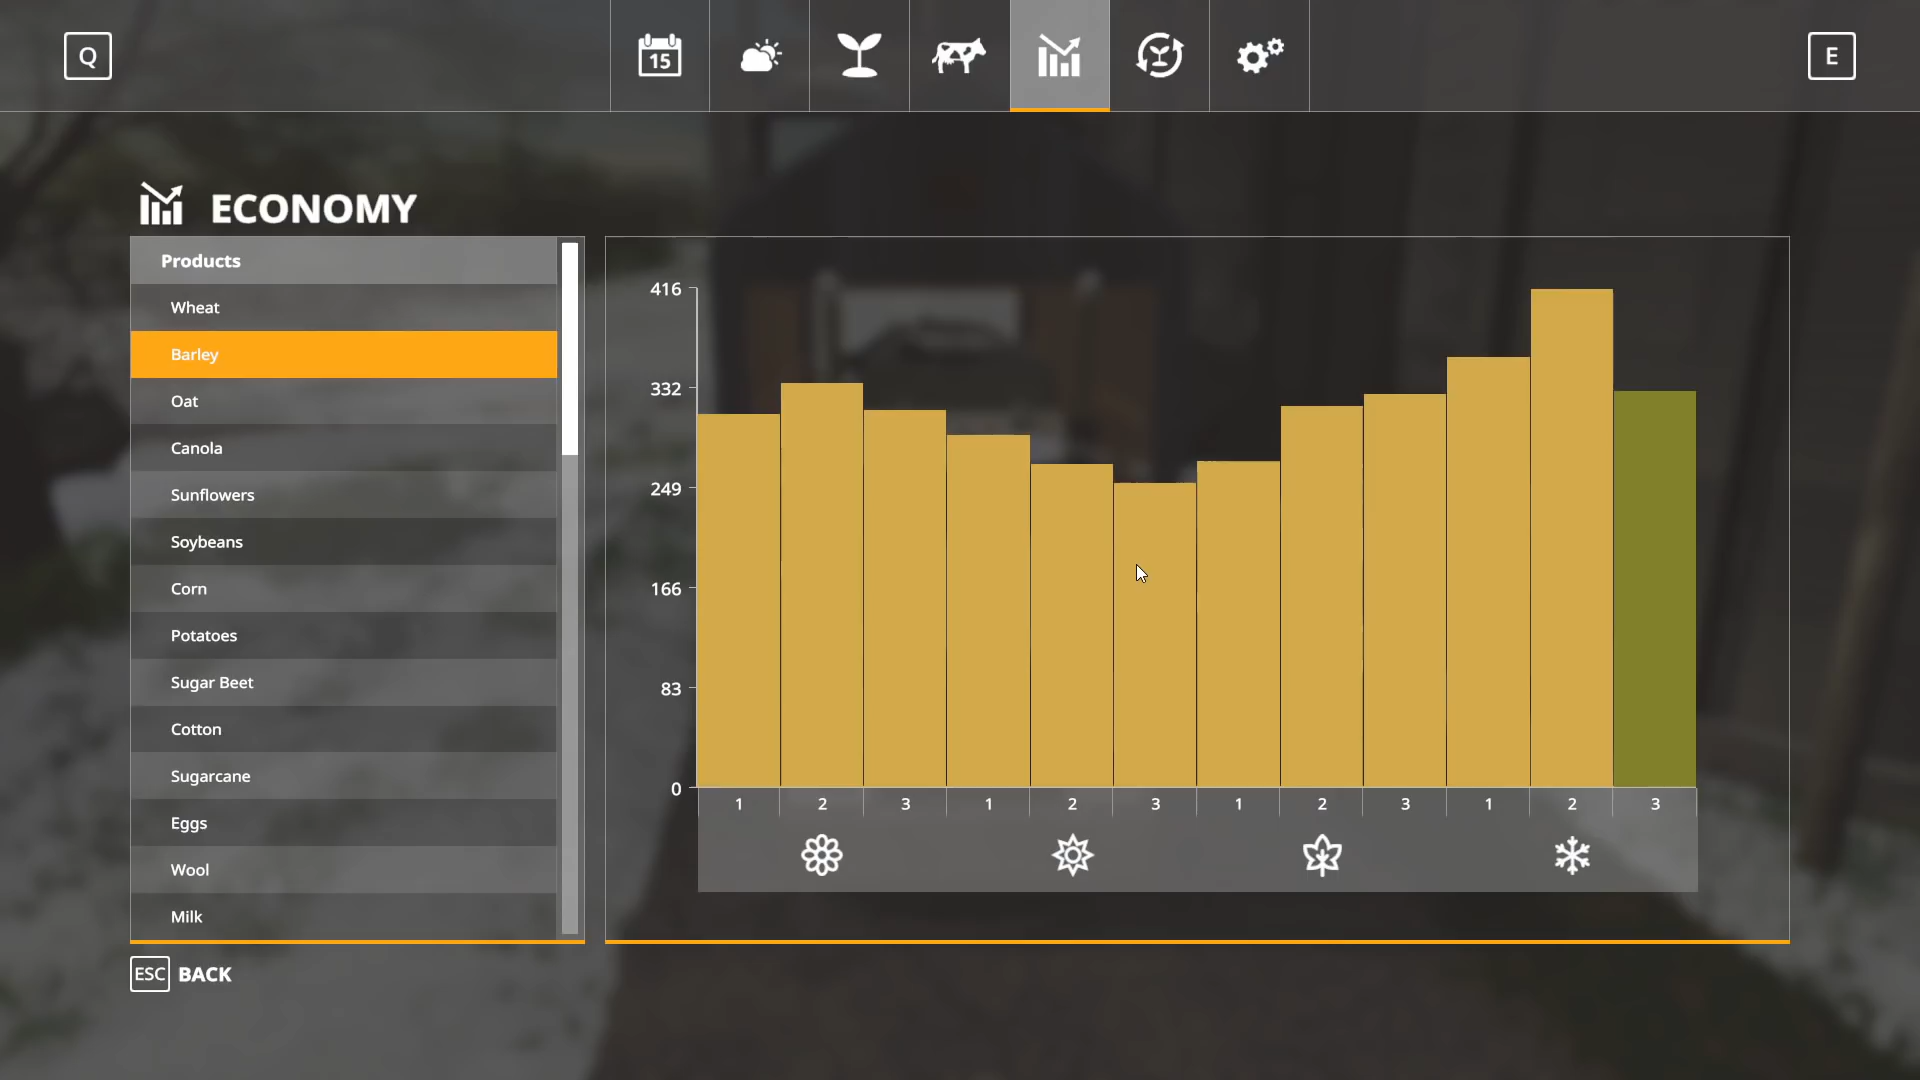 Q
15
E
ECONOMY
Products
Wheat
Barley
Oat
Canola
Sunflowers
Soybeans
Corn
Potatoes
Sugar Beet
Cotton
Sugarcane
Eggs
Wool
Milk
416
332
249
166
83
0
1 2 3 1 2 3 1 2 3 1 2 3
ESC BACK